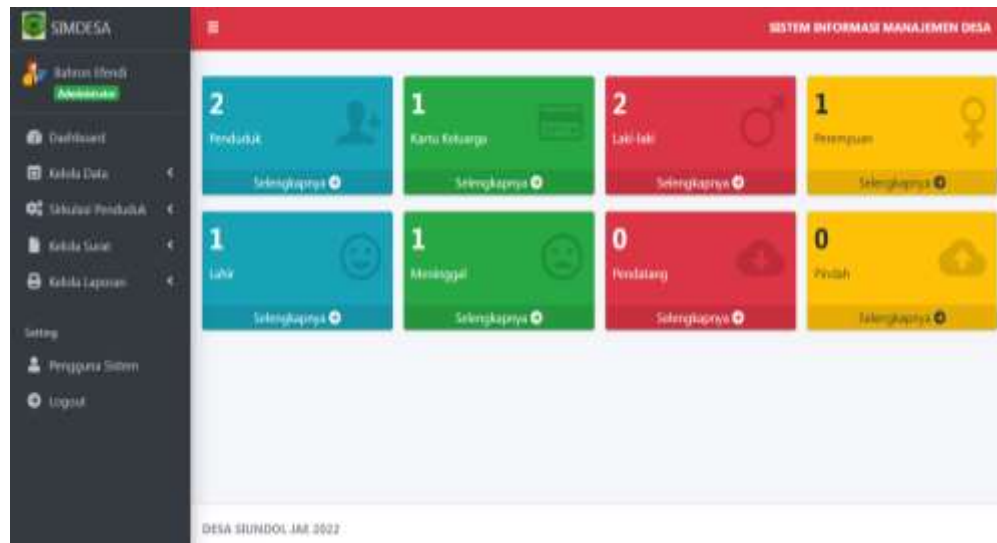 SIMDESA
SISTEM INFORMASI MANAJEMEN DESA
Efendi
Administrator
Dashboard
Kelola Data
Sirkulasi Penduduk
Kelola Surat
Kelola Laporan
Setting
Pengguna Sistem
Logout
2
Penduduk
Selengkapnya
1
Kartu Keluarga
Selengkapnya
2
Laki-laki
Selengkapnya
1
Perempuan
Selengkapnya
1
Lahir
Selengkapnya
1
Meninggal
Selengkapnya
0
Pendatang
Selengkapnya
0
Pindah
Selengkapnya
DESA SIUNDOL JAE 2022